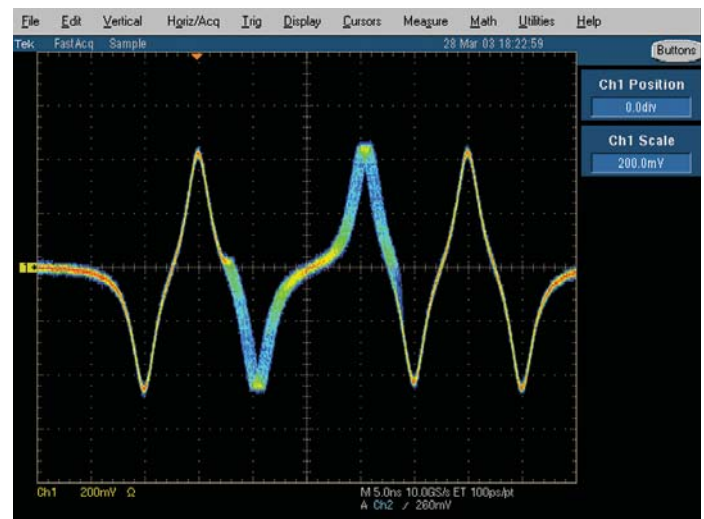 File Edit Vertical Horiz/Acq Trig Display Cursors Measure Math Utilities Help
Tek FastAcq Sample 28 Mar 03 18:22:59 Buttons
Ch1 Position
0.0div
Ch1 Scale
200.0mV
1
Ch1 200mV Ω M 5.0ns 10.0GS/s ET 100ps/pt
A Ch2 ∕ 260mV